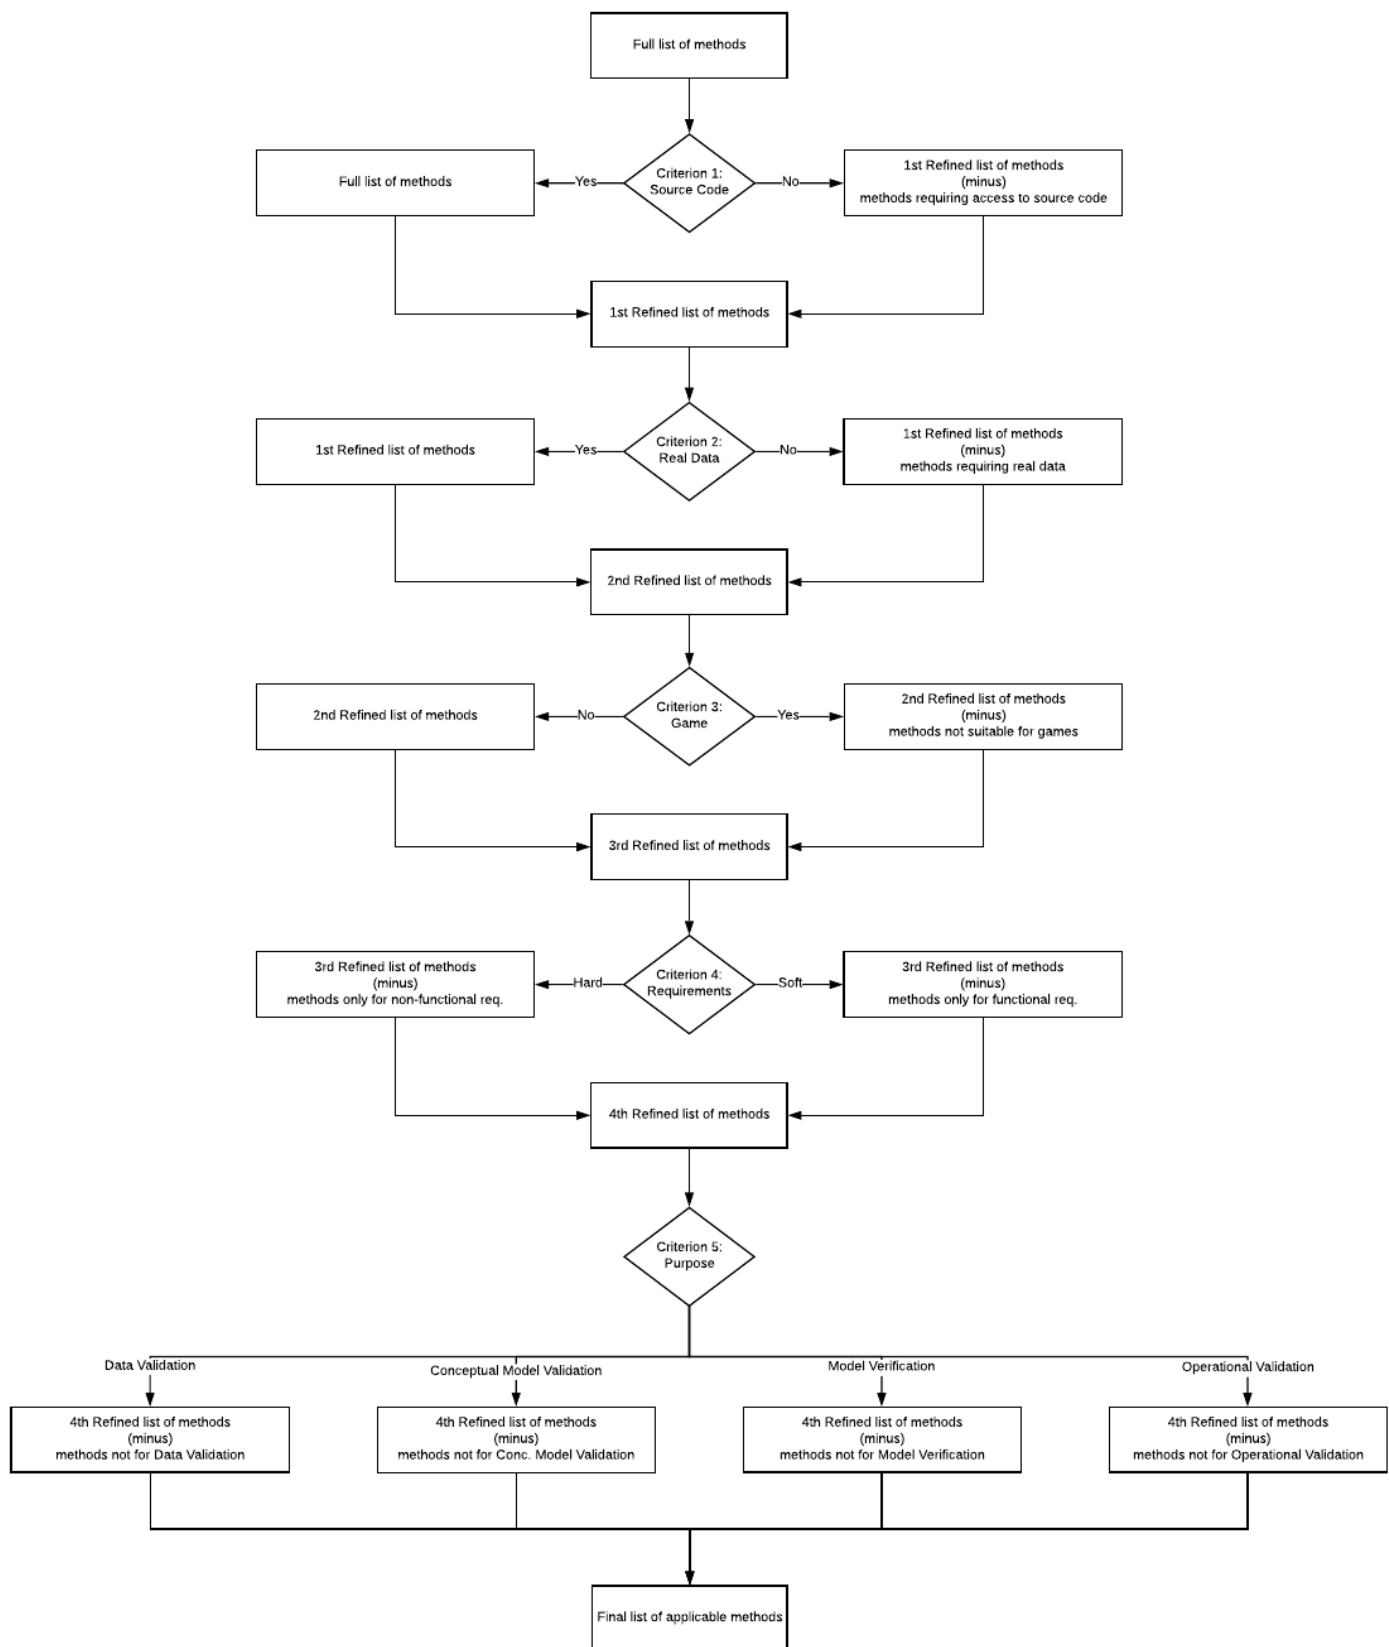 Full list of methods
Full list of methods
Yes
Criterion 1:
Source Code
No
1st Refined list of methods
(minus)
methods requiring access to source code
1st Refined list of methods
1st Refined list of methods
Yes
Criterion 2:
Real Data
No
1st Refined list of methods
(minus)
methods requiring real data
2nd Refined list of methods
2nd Refined list of methods
No
Criterion 3:
Game
Yes
2nd Refined list of methods
(minus)
methods not suitable for games
3rd Refined list of methods
3rd Refined list of methods
(minus)
methods only for non-functional req.
Hard
Criterion 4:
Requirements
Soft
3rd Refined list of methods
(minus)
methods only for functional req.
4th Refined list of methods
Criterion 5:
Purpose
Data Validation
Conceptual Model Validation
Model Verification
Operational Validation
4th Refined list of methods
(minus)
methods not for Data Validation
4th Refined list of methods
(minus)
methods not for Conc. Model Validation
4th Refined list of methods
(minus)
methods not for Model Verification
4th Refined list of methods
(minus)
methods not for Operational Validation
Final list of applicable methods